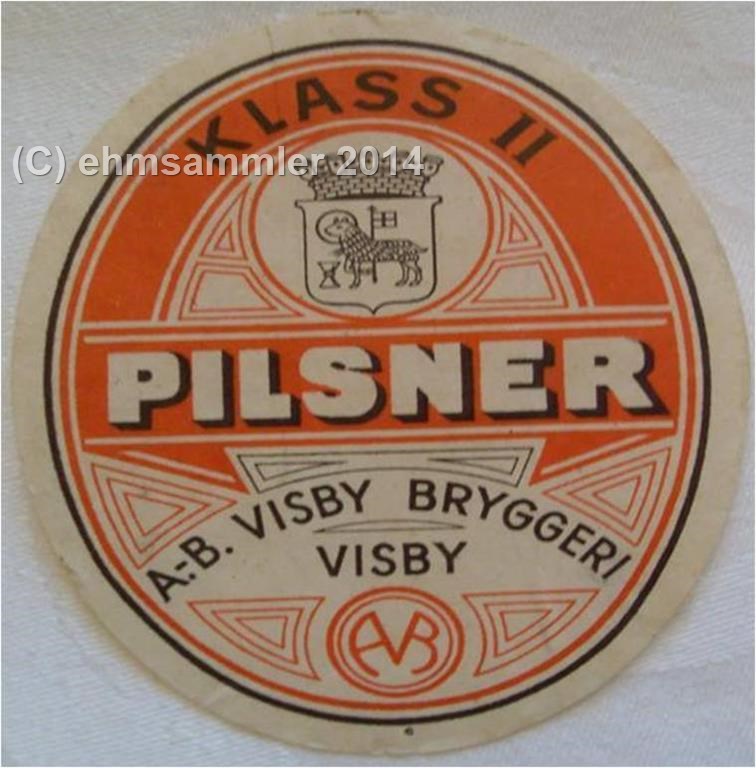 KLASS II
(C) ehmsammler 2014
PILSNER
A.-B. VISBY BRYGGERI
VISBY
AVB